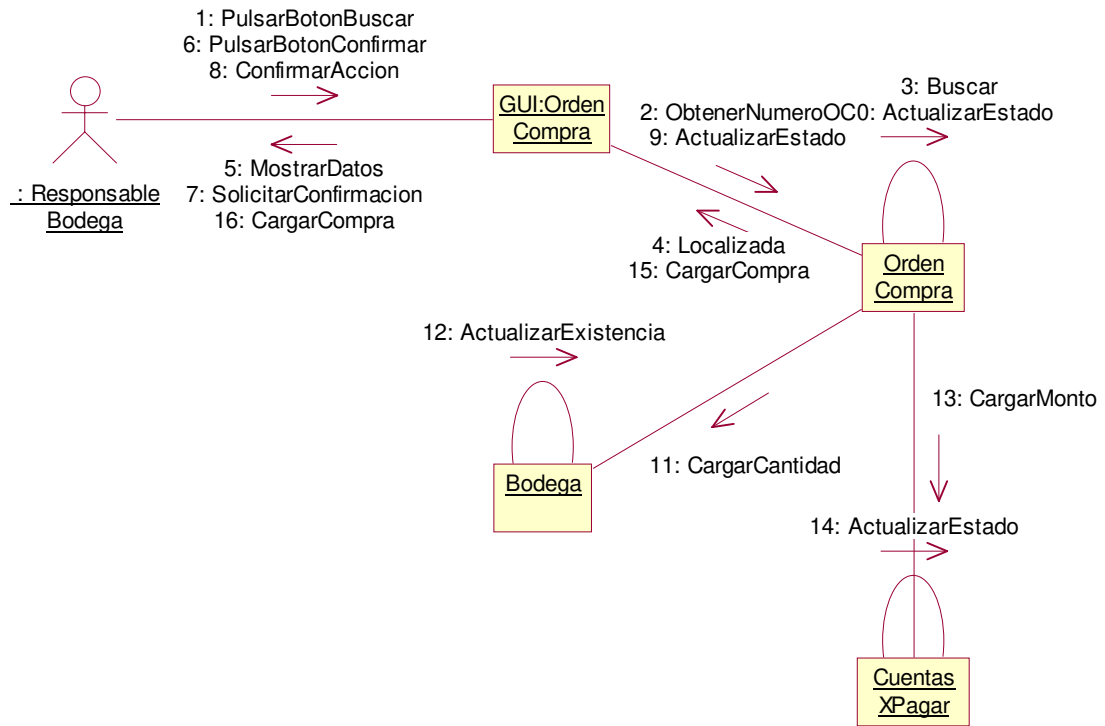 1: PulsarBotonBuscar
6: PulsarBotonConfirmar
8: ConfirmarAccion
GUI:Orden
Compra
3: Buscar
2: ObtenerNumeroOC0: ActualizarEstado
9: ActualizarEstado
5: MostrarDatos
7: SolicitarConfirmacion
16: CargarCompra
: Responsable
Bodega
4: Localizada
15: CargarCompra
Orden
Compra
12: ActualizarExistencia
13: CargarMonto
11: CargarCantidad
Bodega
14: ActualizarEstado
Cuentas
XPagar